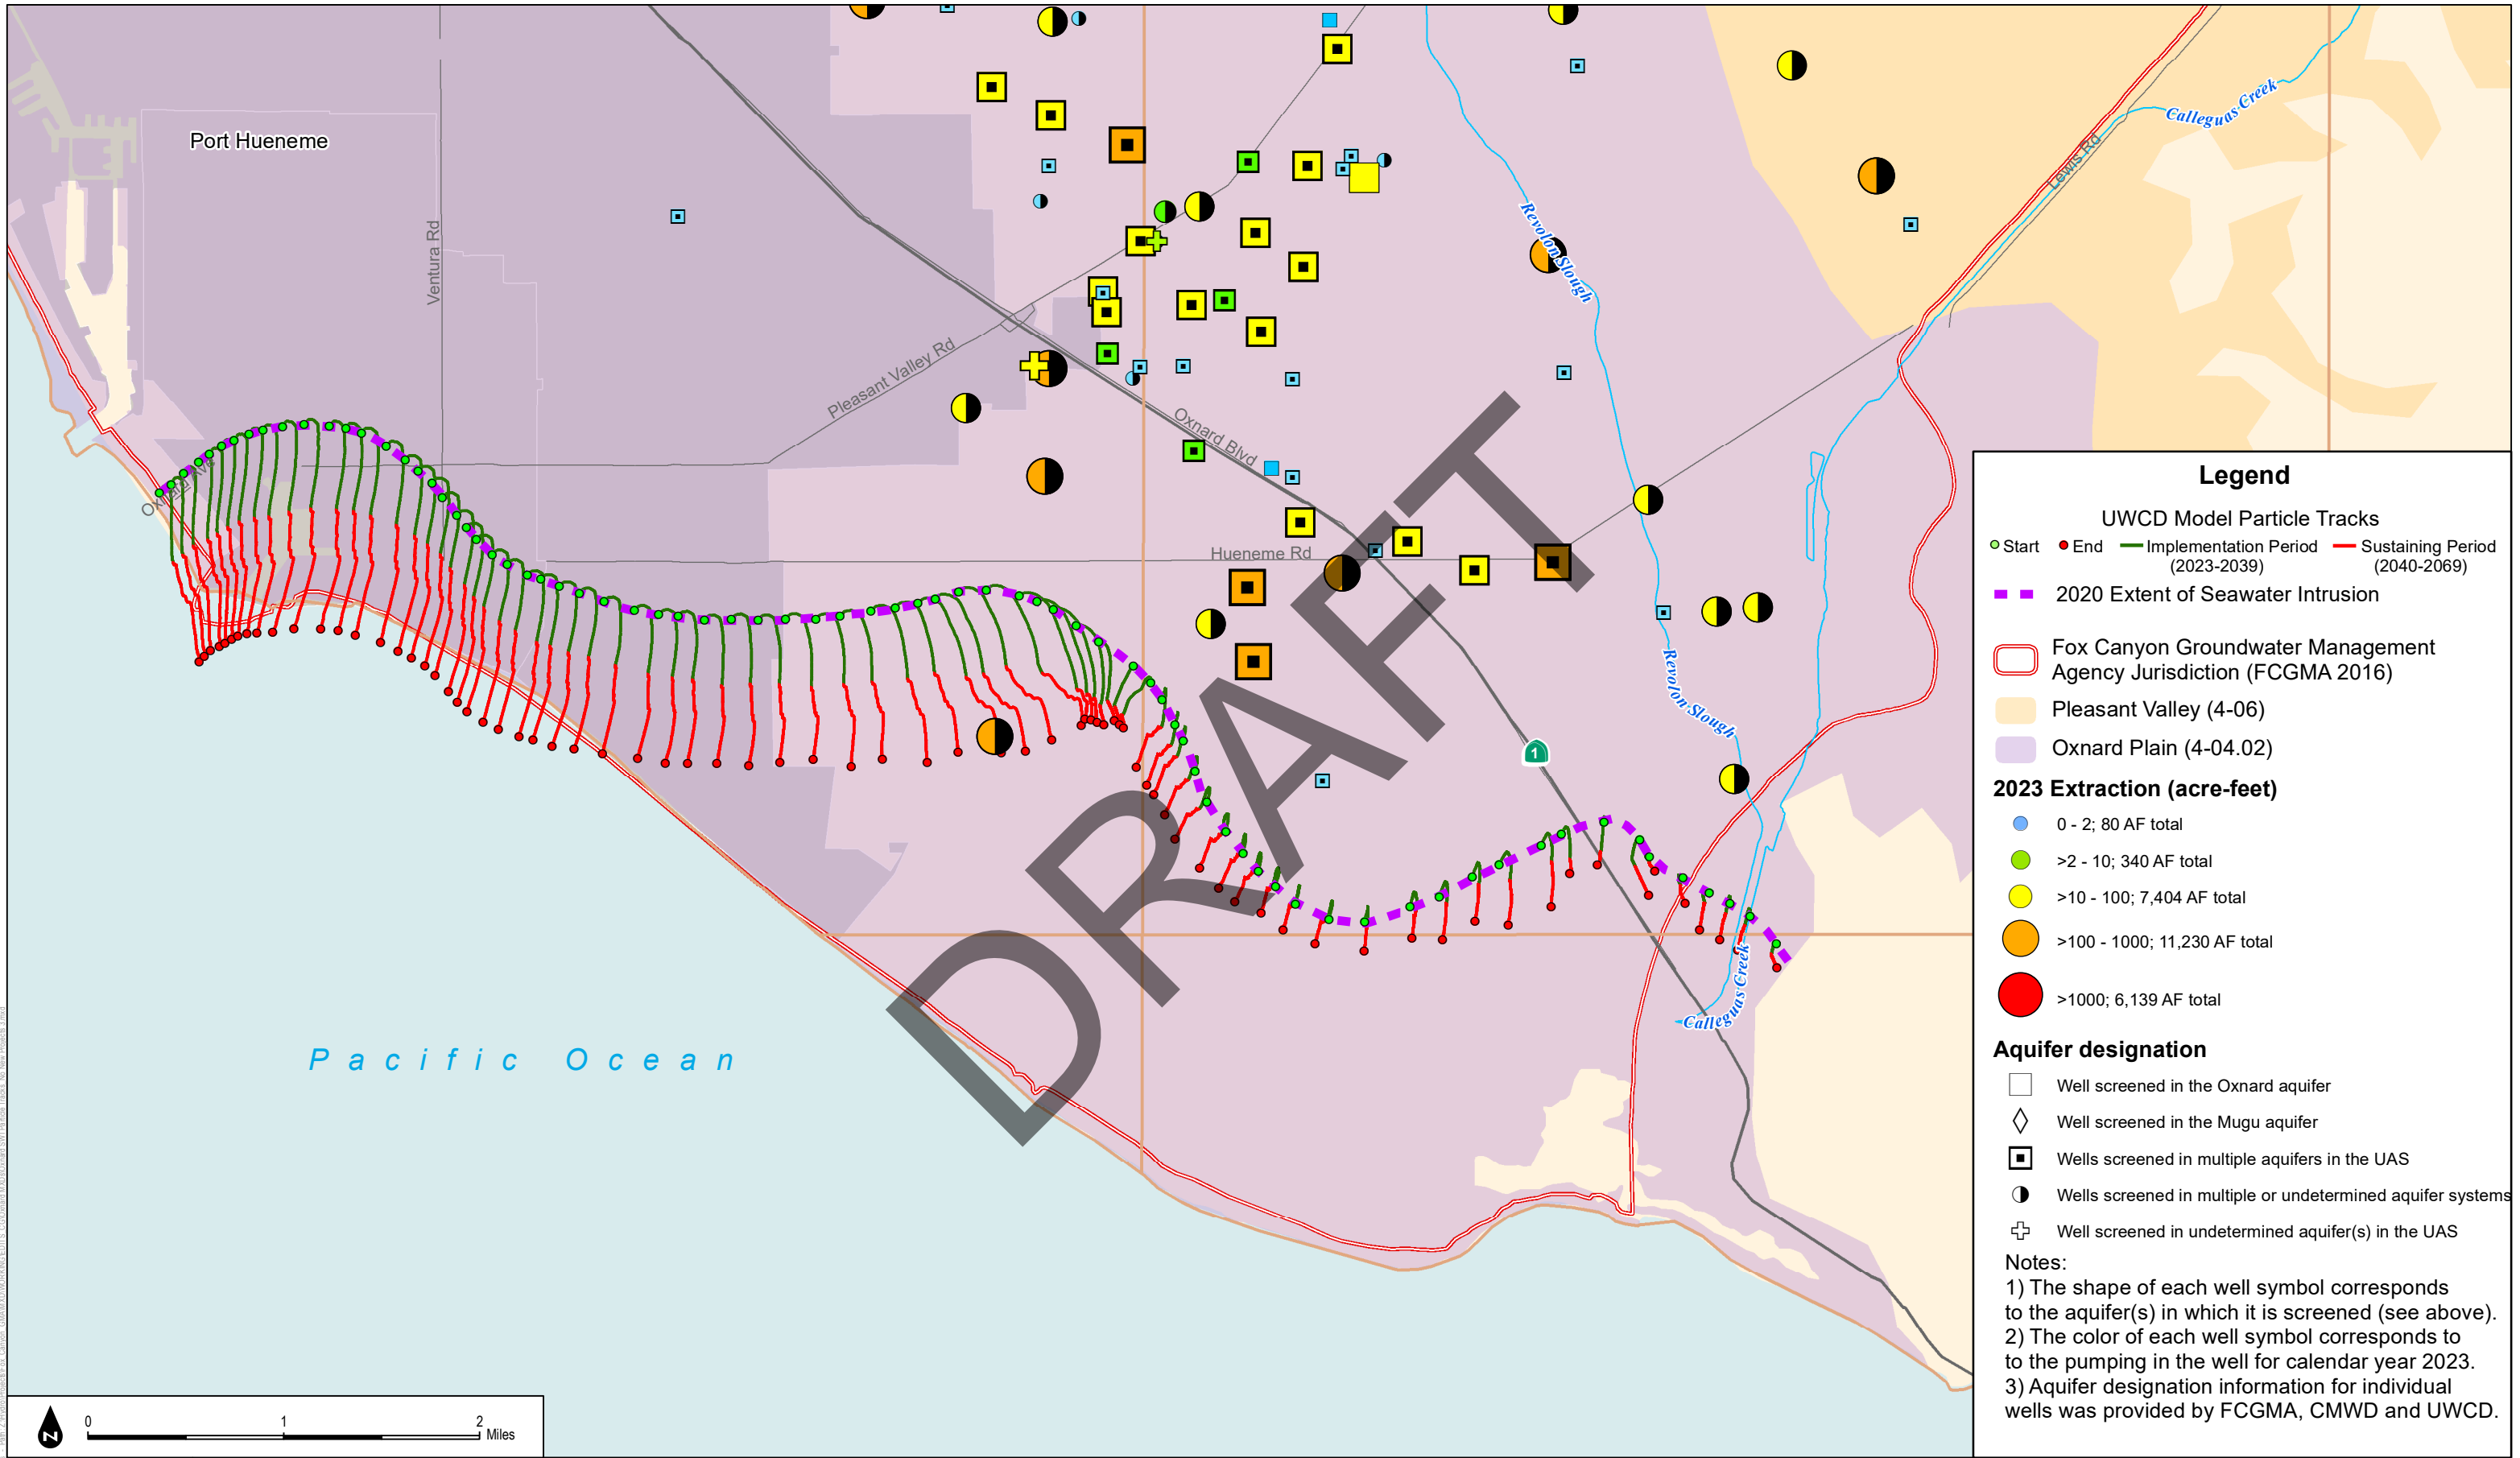 Port Hueneme
Ventura Rd
Pleasant Valley Rd
Oxnard Blvd
Hueneme Rd
Revolon Slough
Revolon Slough
Calleguas Creek
Calleguas Creek
Lewis Rd
1
Pacific Ocean
DRAFT
N
0 1 2
Miles
Legend
UWCD Model Particle Tracks
Start End Implementation Period Sustaining Period
(2023-2039) (2040-2069)
2020 Extent of Seawater Intrusion
Fox Canyon Groundwater Management
Agency Jurisdiction (FCGMA 2016)
Pleasant Valley (4-06)
Oxnard Plain (4-04.02)
2023 Extraction (acre-feet)
0 - 2; 80 AF total
>2 - 10; 340 AF total
>10 - 100; 7,404 AF total
>100 - 1000; 11,230 AF total
>1000; 6,139 AF total
Aquifer designation
Well screened in the Oxnard aquifer
Well screened in the Mugu aquifer
Wells screened in multiple aquifers in the UAS
Wells screened in multiple or undetermined aquifer systems
Well screened in undetermined aquifer(s) in the UAS
Notes:
1) The shape of each well symbol corresponds
to the aquifer(s) in which it is screened (see above).
2) The color of each well symbol corresponds to
to the pumping in the well for calendar year 2023.
3) Aquifer designation information for individual
wells was provided by FCGMA, CMWD and UWCD.